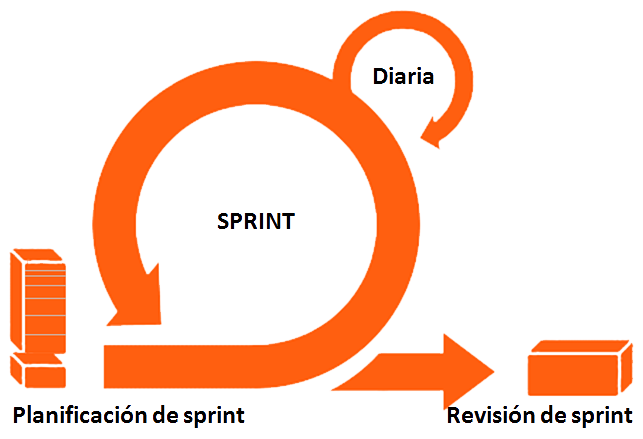 Diaria
SPRINT
Planificación de sprint
Revisión de sprint